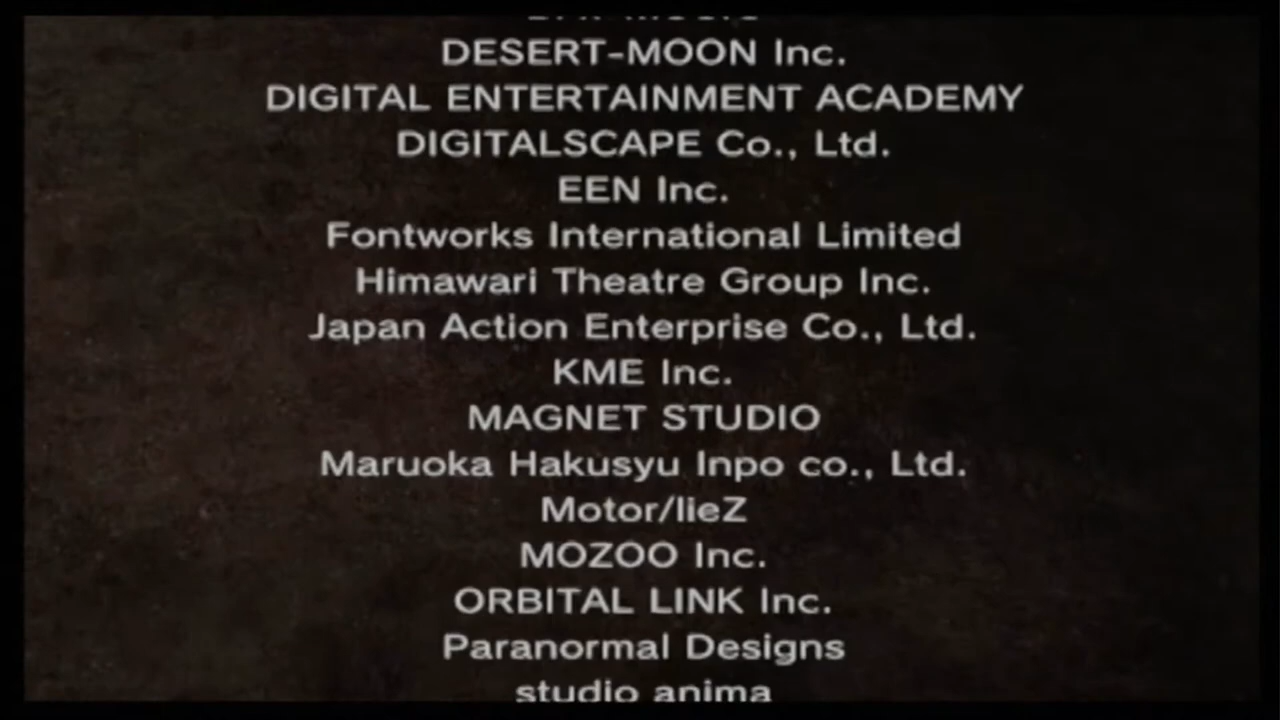 DESERT-MOON Inc.
DIGITAL ENTERTAINMENT ACADEMY
DIGITALSCAPE Co., Ltd.
EEN Inc.
Fontworks International Limited
Himawari Theatre Group Inc.
Japan Action Enterprise Co., Ltd.
KME Inc.
MAGNET STUDIO
Maruoka Hakusyu Inpo co., Ltd.
Motor/lieZ
MOZOO Inc.
ORBITAL LINK Inc.
Paranormal Designs
studio anima